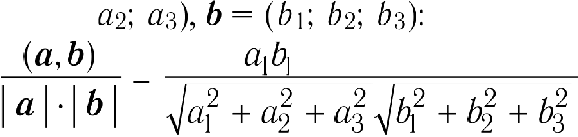 a₂; a₃), b = (b₁; b₂; b₃):
(a, b) / |a| · |b| − a₁b₁ / √a₁² + a₂² + a₃² √b₁² + b₂² + b₃²